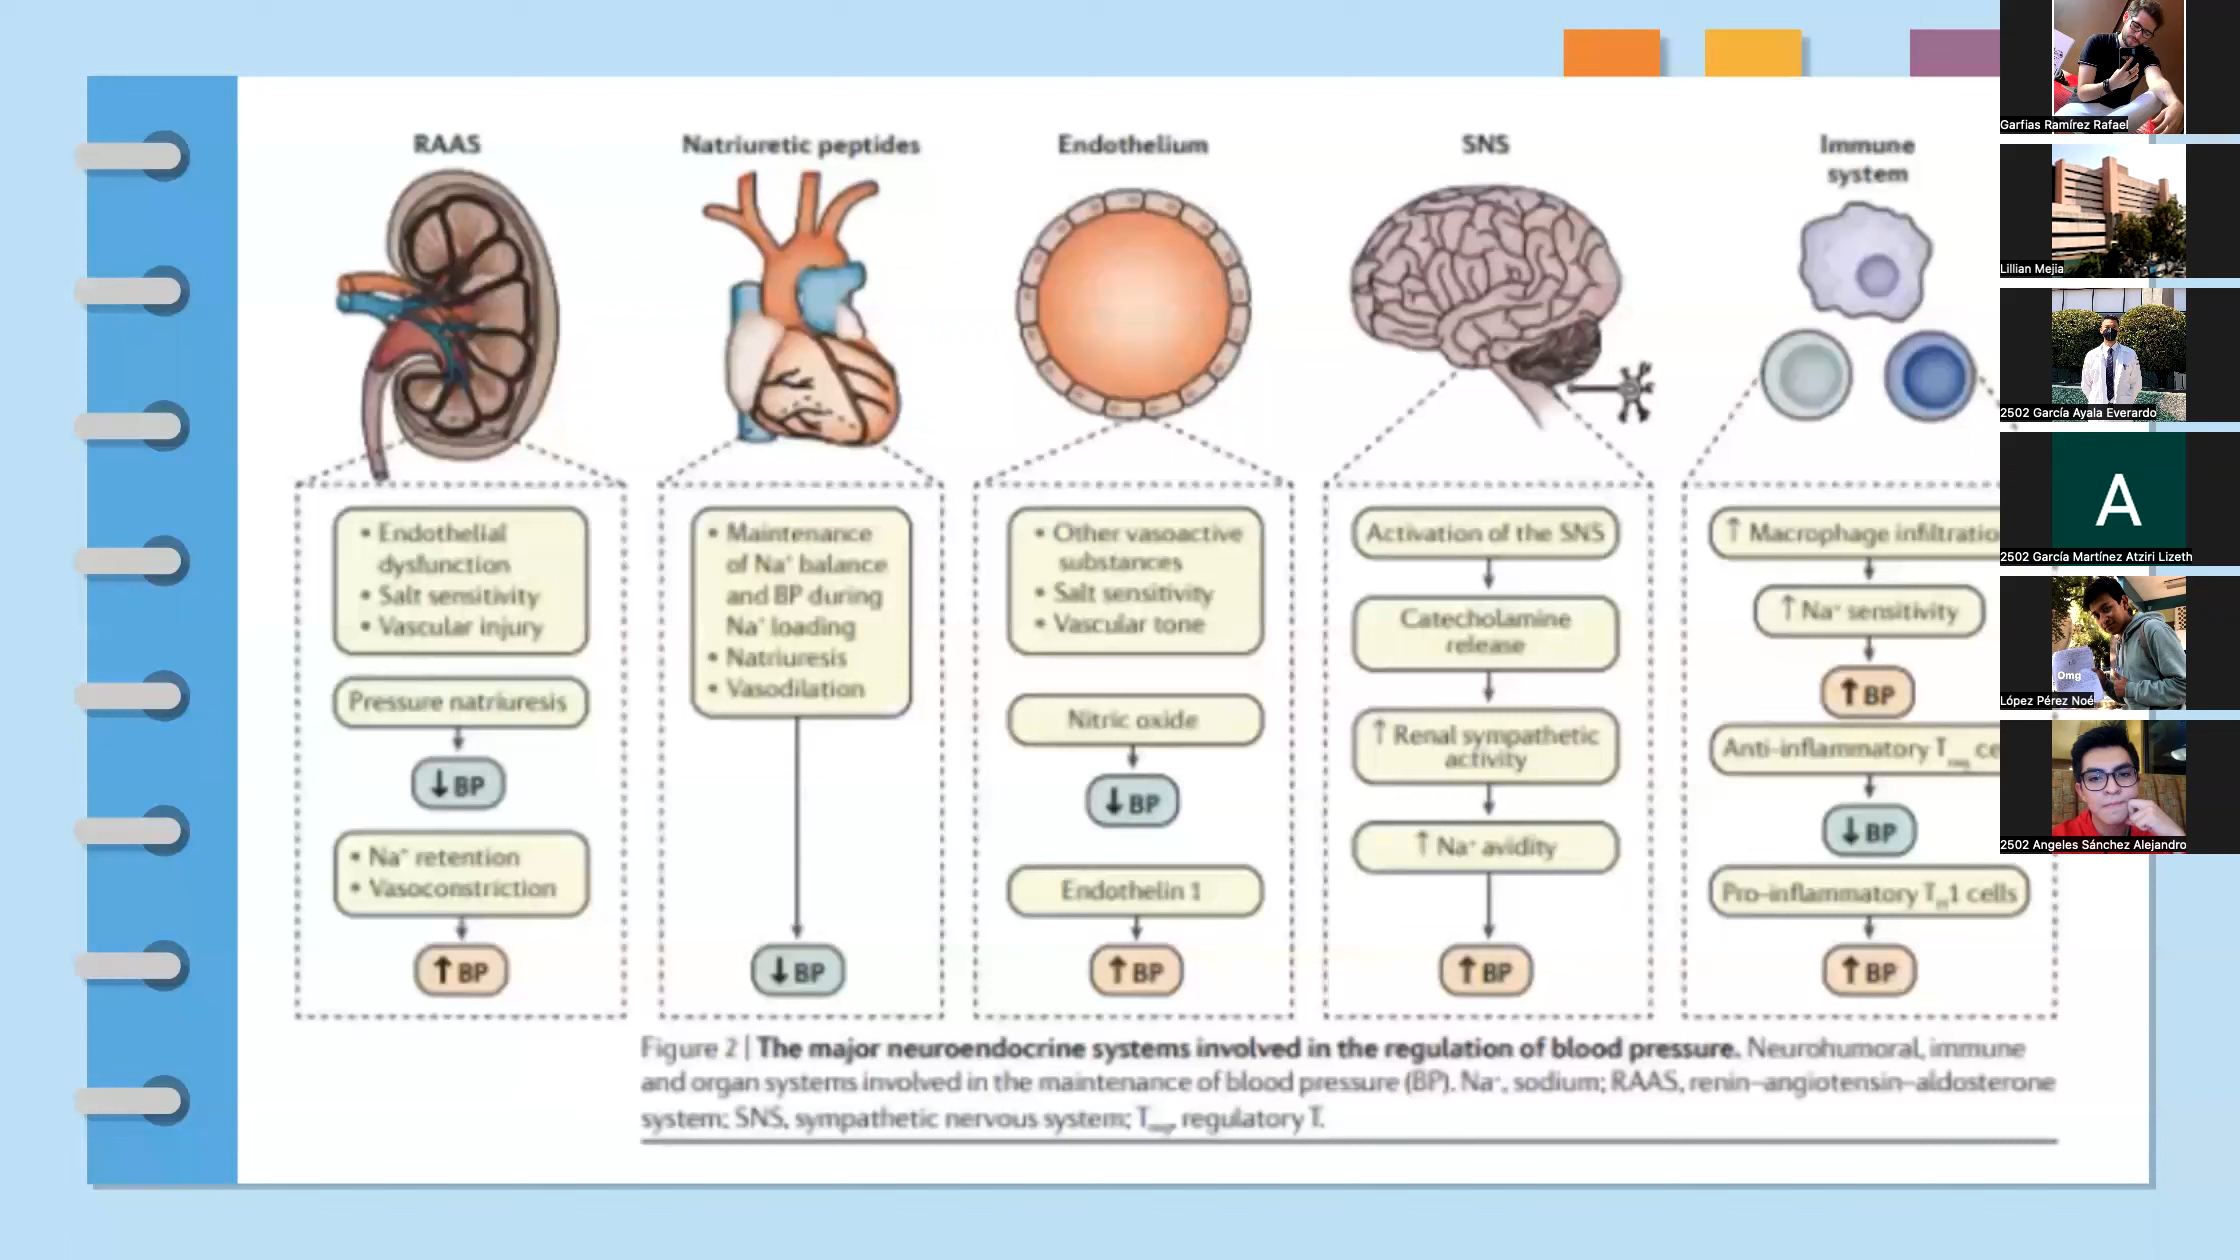 RAAS
• Endothelial
dysfunction
• Salt sensitivity
• Vascular injury
Pressure natriuresis
↓ BP
• Na⁺ retention
• Vasoconstriction
↑ BP
Natriuretic peptides
• Maintenance
of Na⁺ balance
and BP during
Na⁺ loading
• Natriuresis
• Vasodilation
↓ BP
Endothelium
• Other vasoactive
substances
• Salt sensitivity
• Vascular tone
Nitric oxide
↓ BP
Endothelin 1
↑ BP
SNS
Activation of the SNS
Catecholamine
release
↑ Renal sympathetic
activity
↑ Na⁺ avidity
↑ BP
Immune
system
↑ Macrophage infiltratio
↑ Na⁺ sensitivity
↑ BP
Anti-inflammatory T ce
↓ BP
Pro-inflammatory TH1 cells
↑ BP
Figure 2 | The major neuroendocrine systems involved in the regulation of blood pressure. Neurohumoral, immune
and organ systems involved in the maintenance of blood pressure (BP). Na⁺, sodium; RAAS, renin–angiotensin–aldosterone
system; SNS, sympathetic nervous system; T , regulatory T.
Garfias Ramírez Rafael
Lillian Mejia
2502 García Ayala Everardo
A
2502 García Martínez Atziri Lizeth
Omg
López Pérez Noé
2502 Angeles Sánchez Alejandro